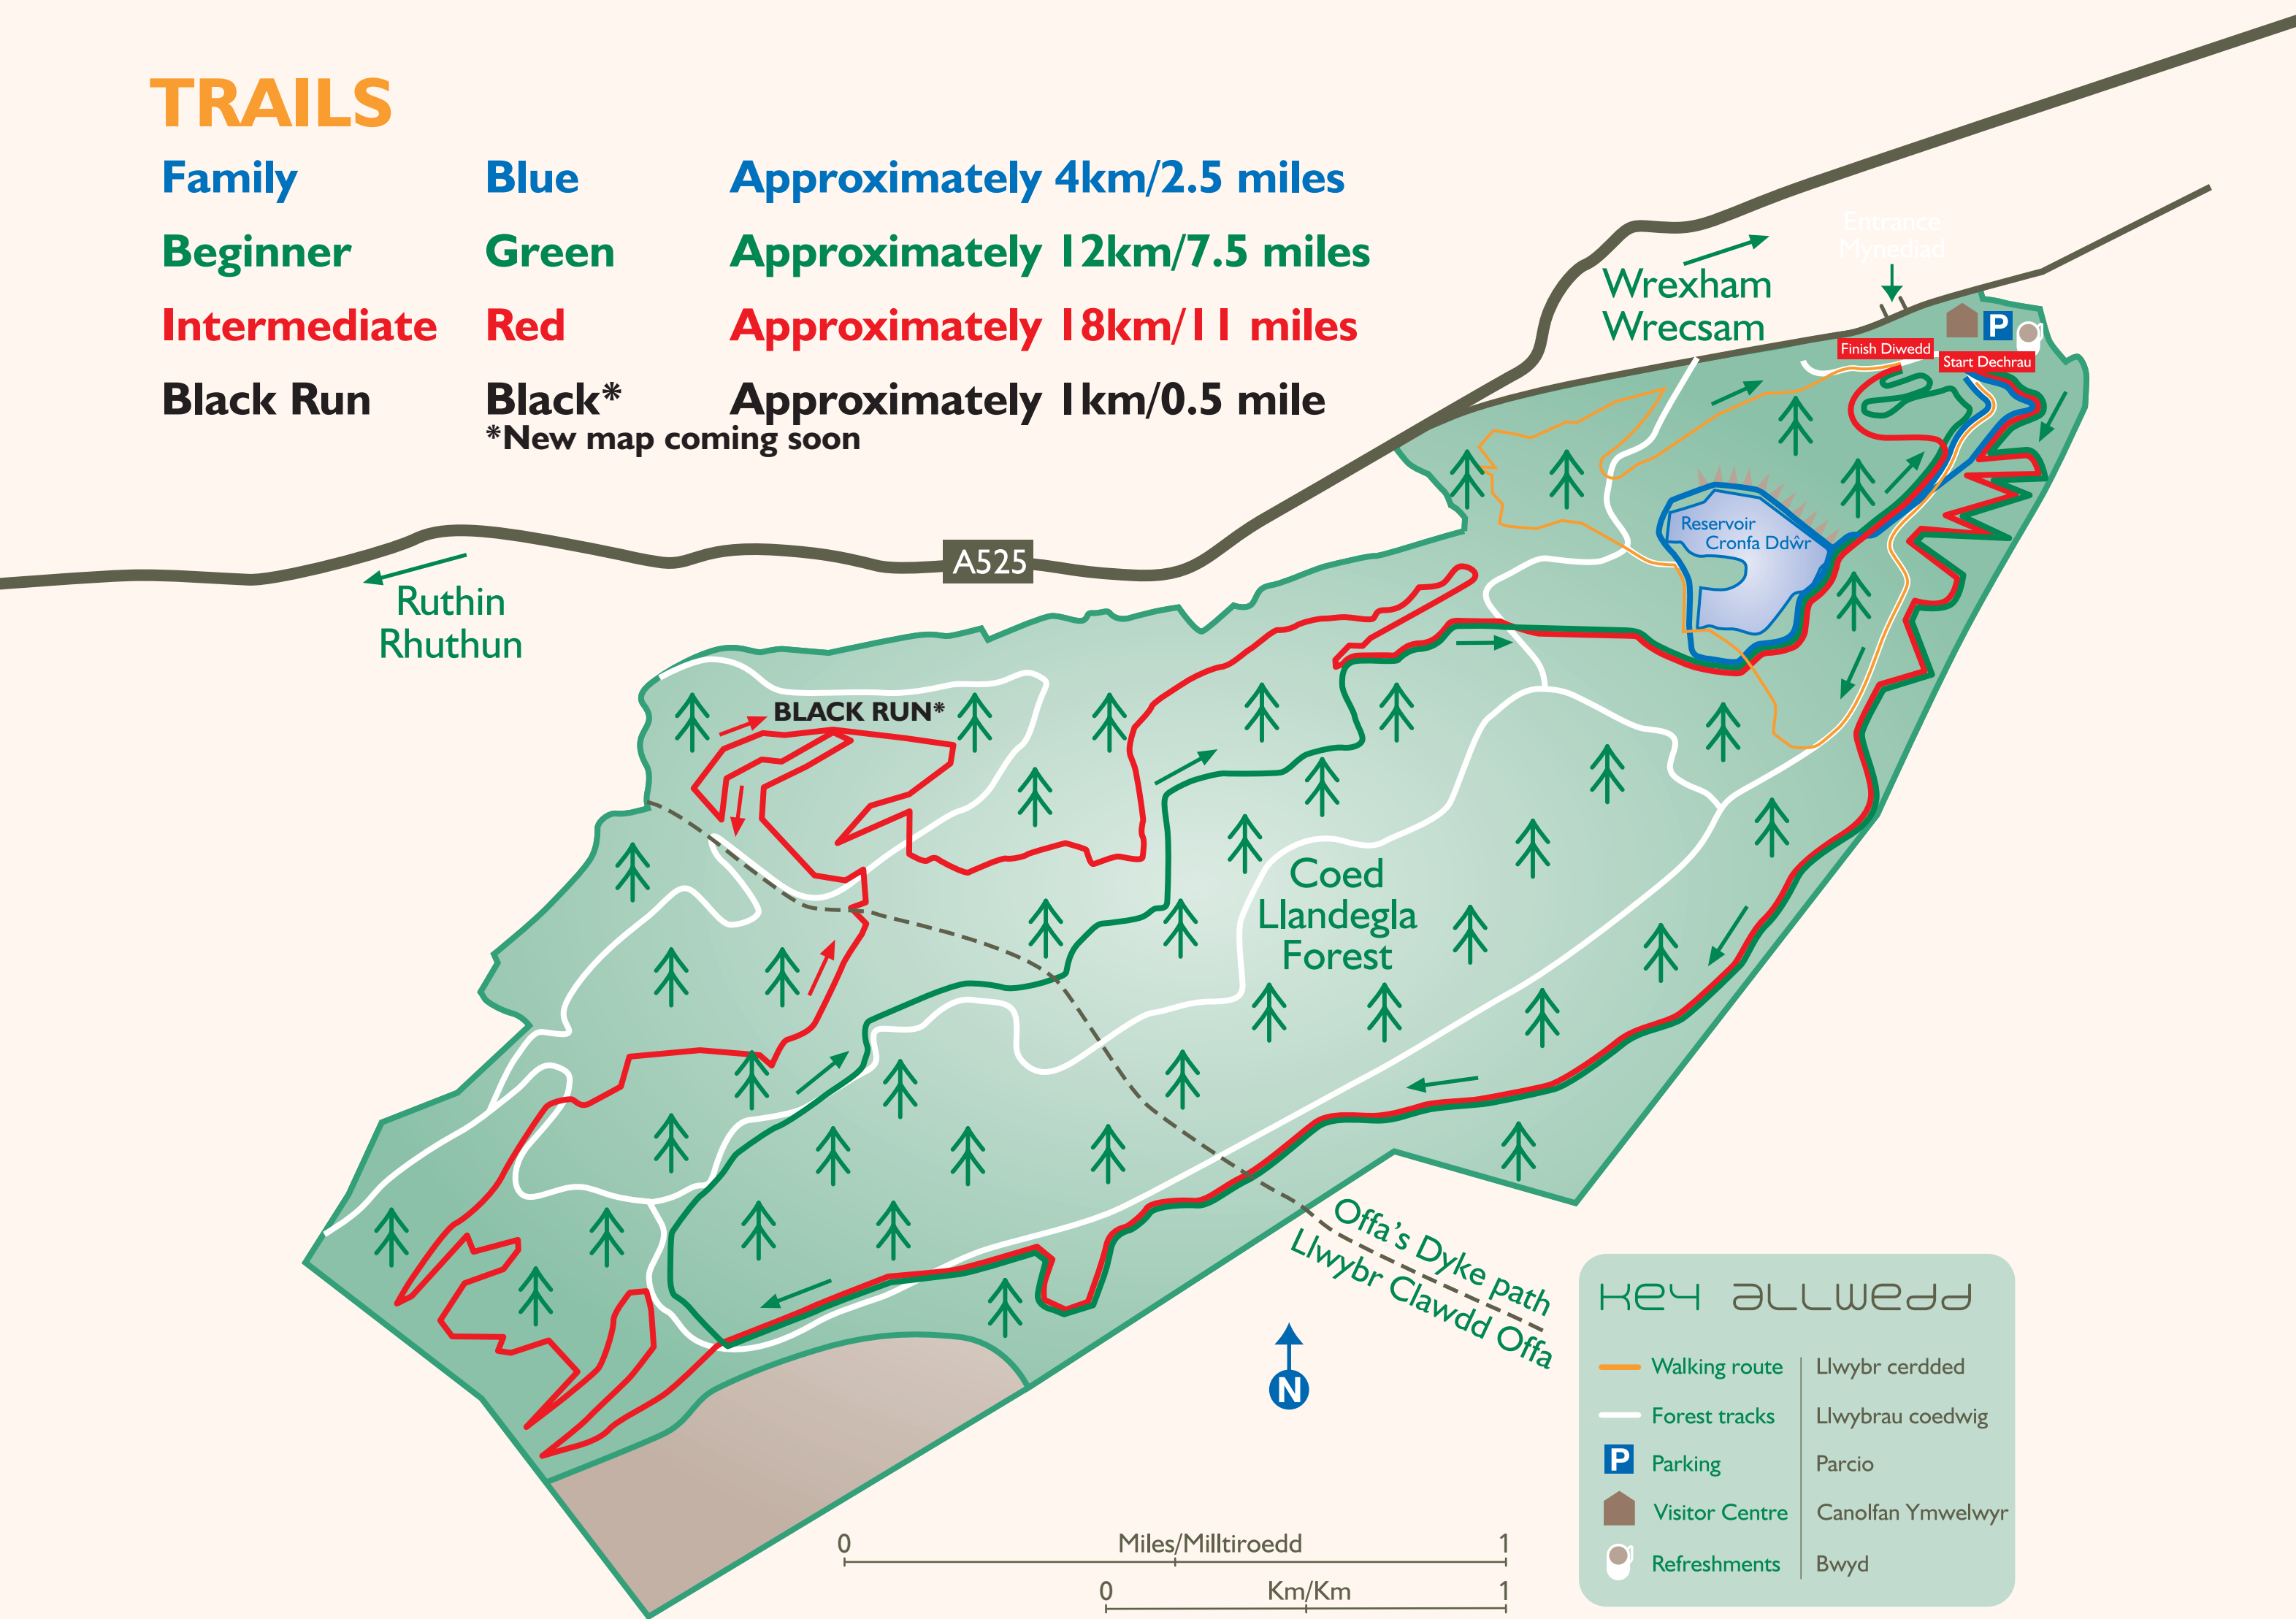 TRAILS
Family Blue Approximately 4km/2.5 miles
Beginner Green Approximately 12km/7.5 miles
Intermediate Red Approximately 18km/11 miles
Black Run Black* Approximately 1km/0.5 mile
*New map coming soon
Entrance
Mynediad
Wrexham
Wrecsam
P
Finish Diwedd
Start Dechrau
Reservoir
Cronfa Ddŵr
A525
Ruthin
Rhuthun
BLACK RUN*
Coed
Llandegla
Forest
Offa's Dyke path
Llwybr Clawdd Offa
N
KEY ALLWEDD
Walking route Llwybr cerdded
Forest tracks Llwybrau coedwig
P Parking Parcio
Visitor Centre Canolfan Ymwelwyr
Refreshments Bwyd
0 Miles/Milltiroedd 1
0 Km/Km 1